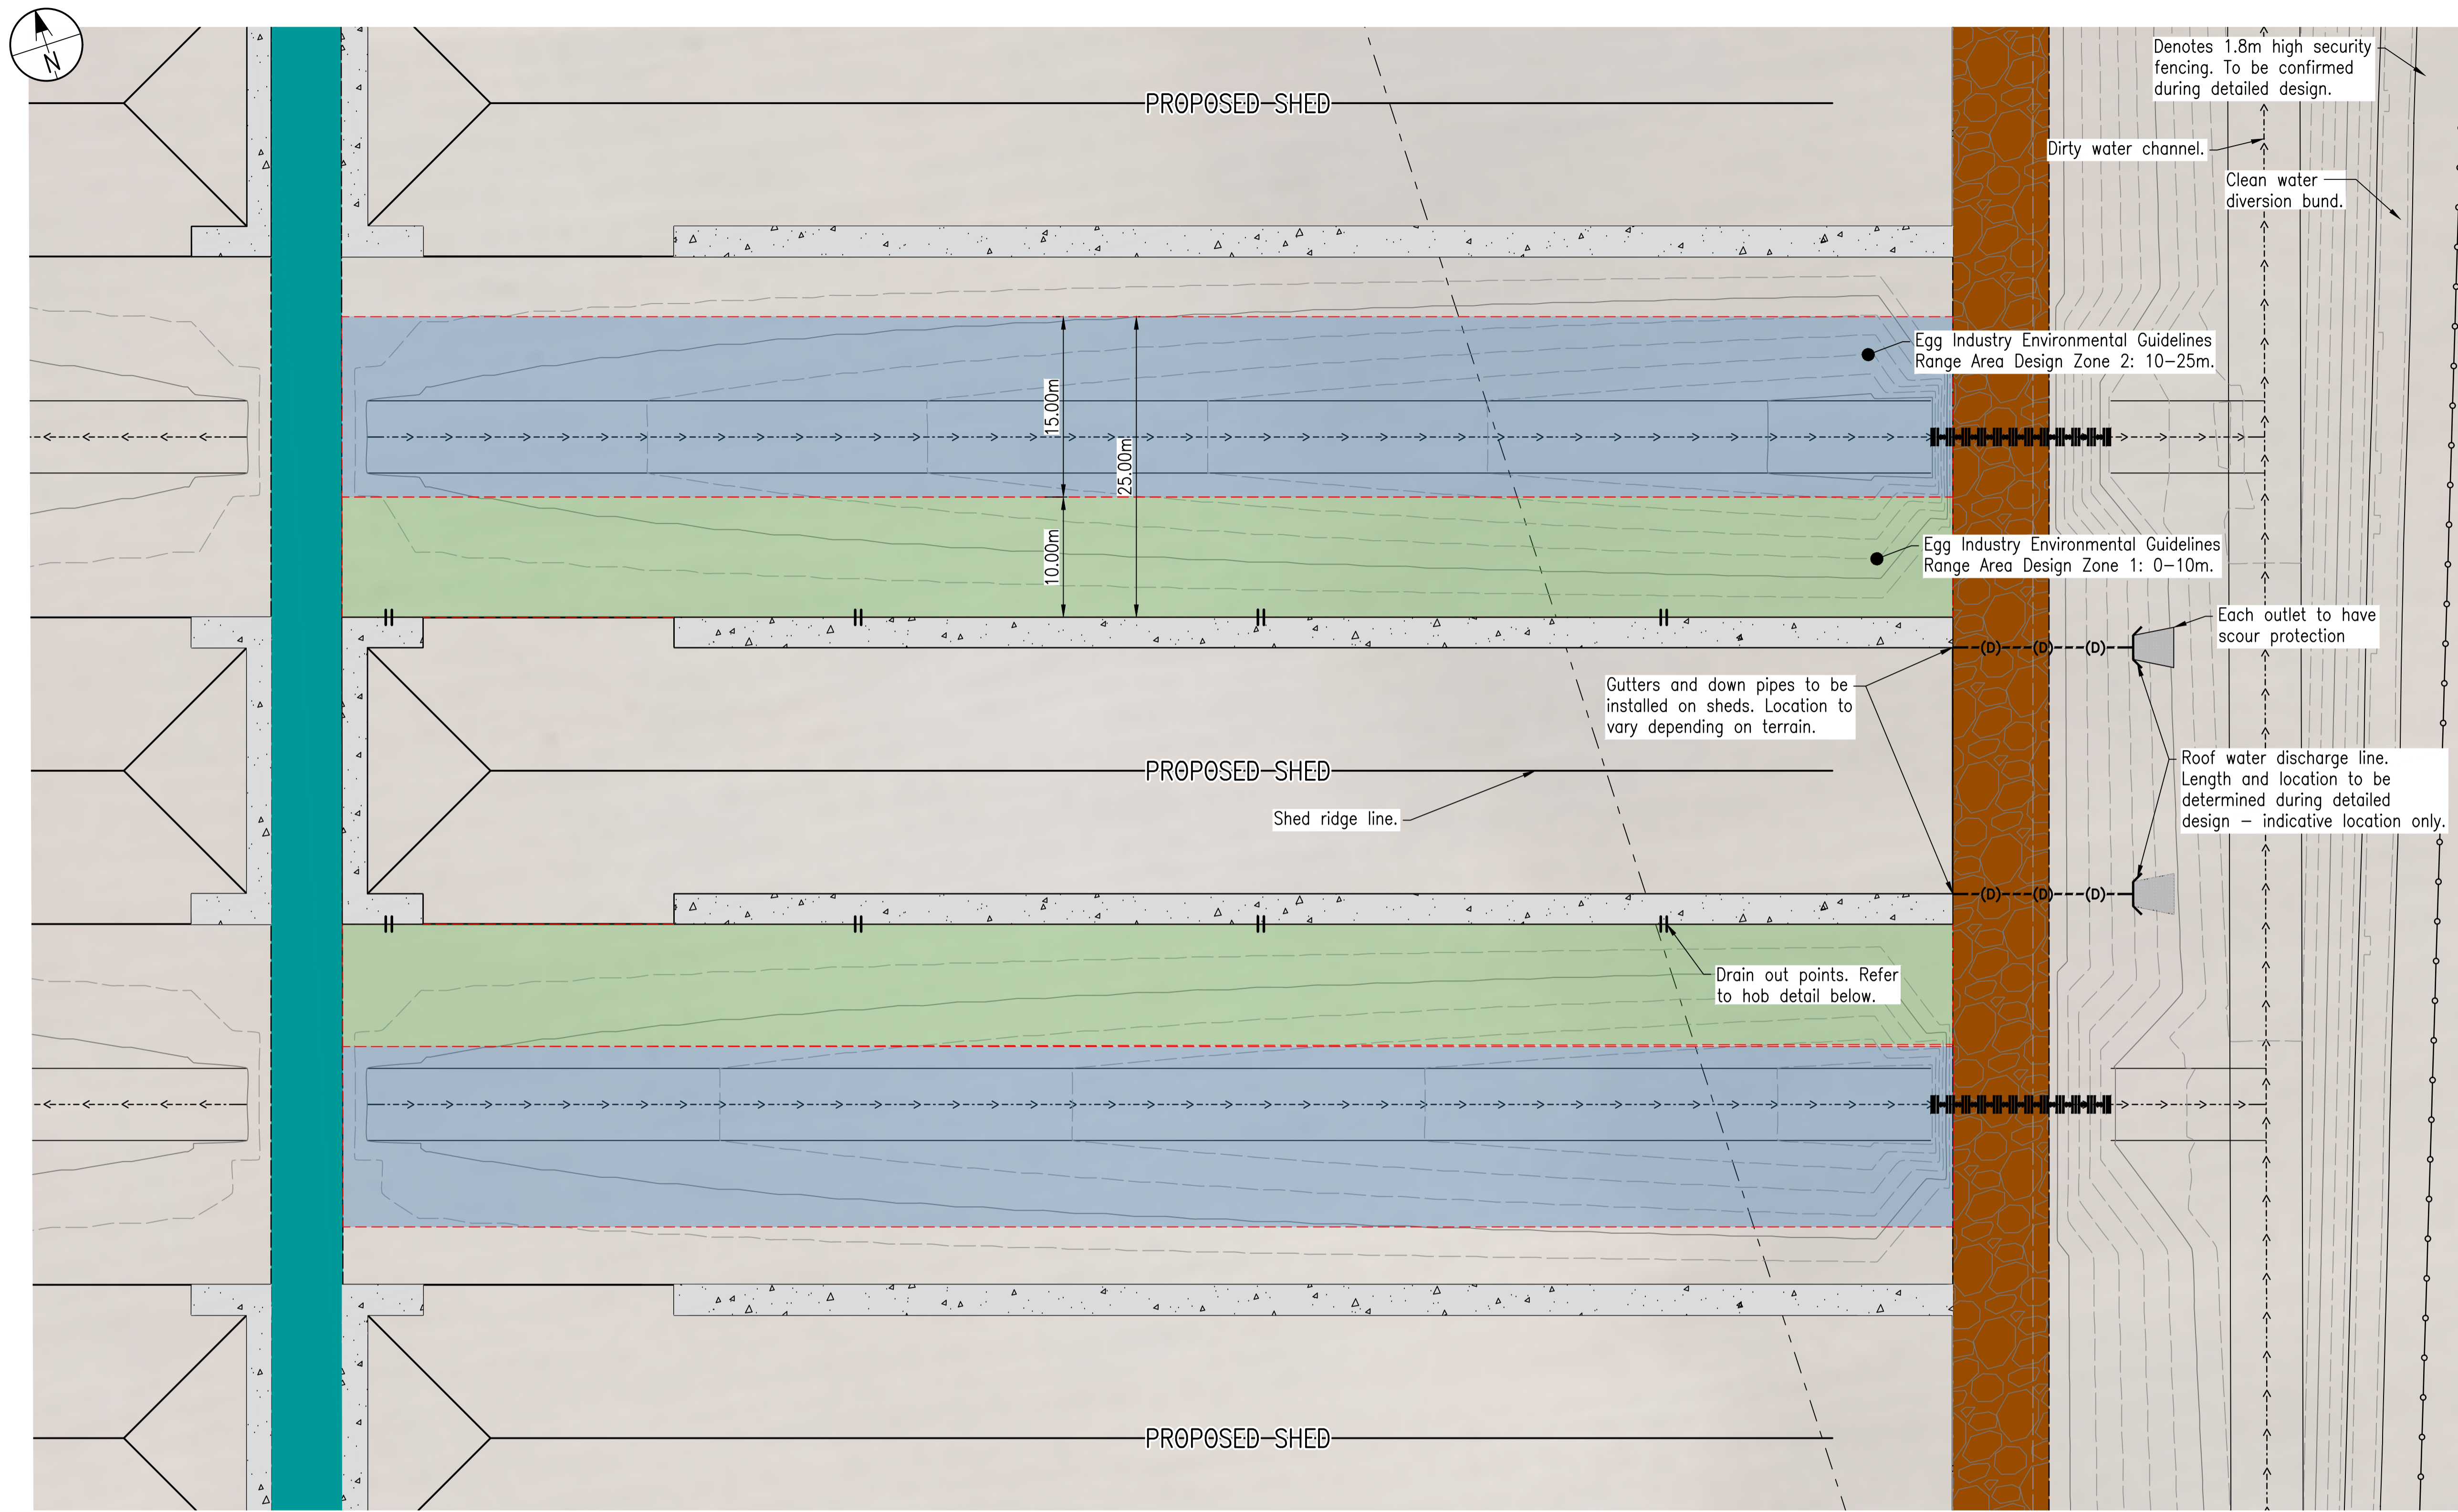 N
PROPOSED SHED
Denotes 1.8m high security
fencing. To be confirmed
during detailed design.
Dirty water channel.
Clean water
diversion bund.
Egg Industry Environmental Guidelines
Range Area Design Zone 2: 10–25m.
15.00m
25.00m
10.00m
Egg Industry Environmental Guidelines
Range Area Design Zone 1: 0–10m.
Each outlet to have
scour protection
(D) (D) (D)
Gutters and down pipes to be
installed on sheds. Location to
vary depending on terrain.
Roof water discharge line.
Length and location to be
determined during detailed
design – indicative location only.
PROPOSED SHED
Shed ridge line.
(D) (D) (D)
Drain out points. Refer
to hob detail below.
PROPOSED SHED